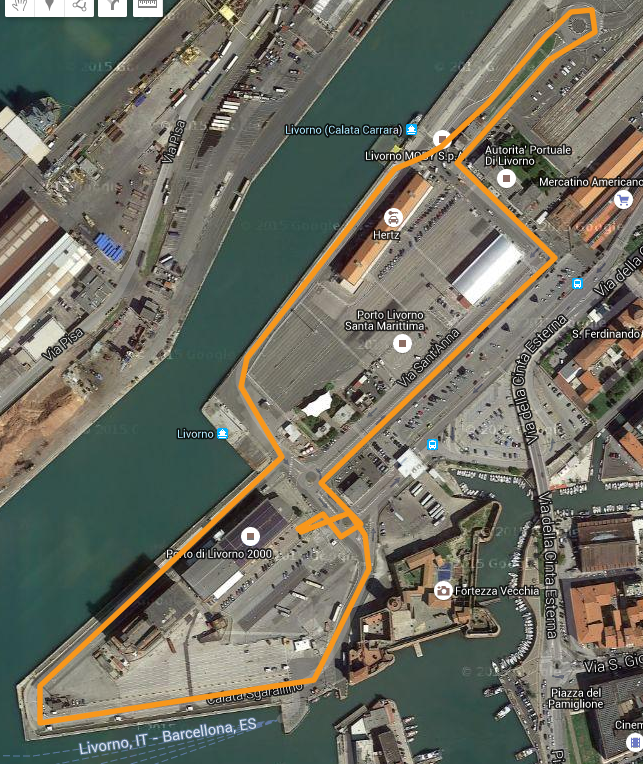 Via Pisa
Livorno (Calata Carrara)
Livorno MOBY S.p.A
Autorita' Portuale
Di Livorno
Mercatino Americano
Hertz
Via della
Porto Livorno
Santa Marittima
Via Sant'Anna
Via della Cinta Esterna
S. Ferdinando
Via Pisa
Livorno
Via della Cinta Esterna
Porto di Livorno 2000
Fortezza Vecchia
Via S. Gio
Calata Sgarallino
Piazza del
Pamiglione
Livorno, IT - Barcellona, ES
Cinem